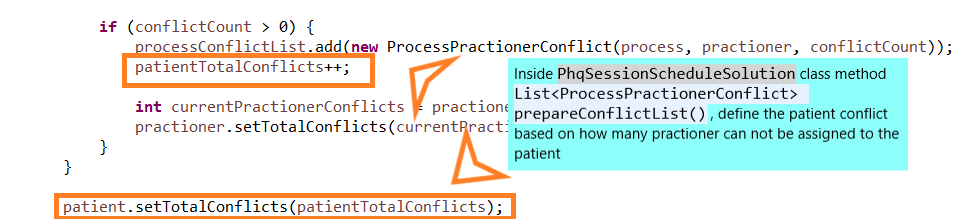 if (conflictCount > 0) {
processConflictList.add(new ProcessPractionerConflict(process, practioner, conflictCount));
patientTotalConflicts++;
Inside PhqSessionScheduleSolution class method
List<ProcessPractionerConflict>
prepareConflictList() , define the patient conflict
based on how many practioner can not be assigned to the
patient
int currentPractionerConflicts = practione
practioner.setTotalConflicts(currentPracti
}
}
patient.setTotalConflicts(patientTotalConflicts);